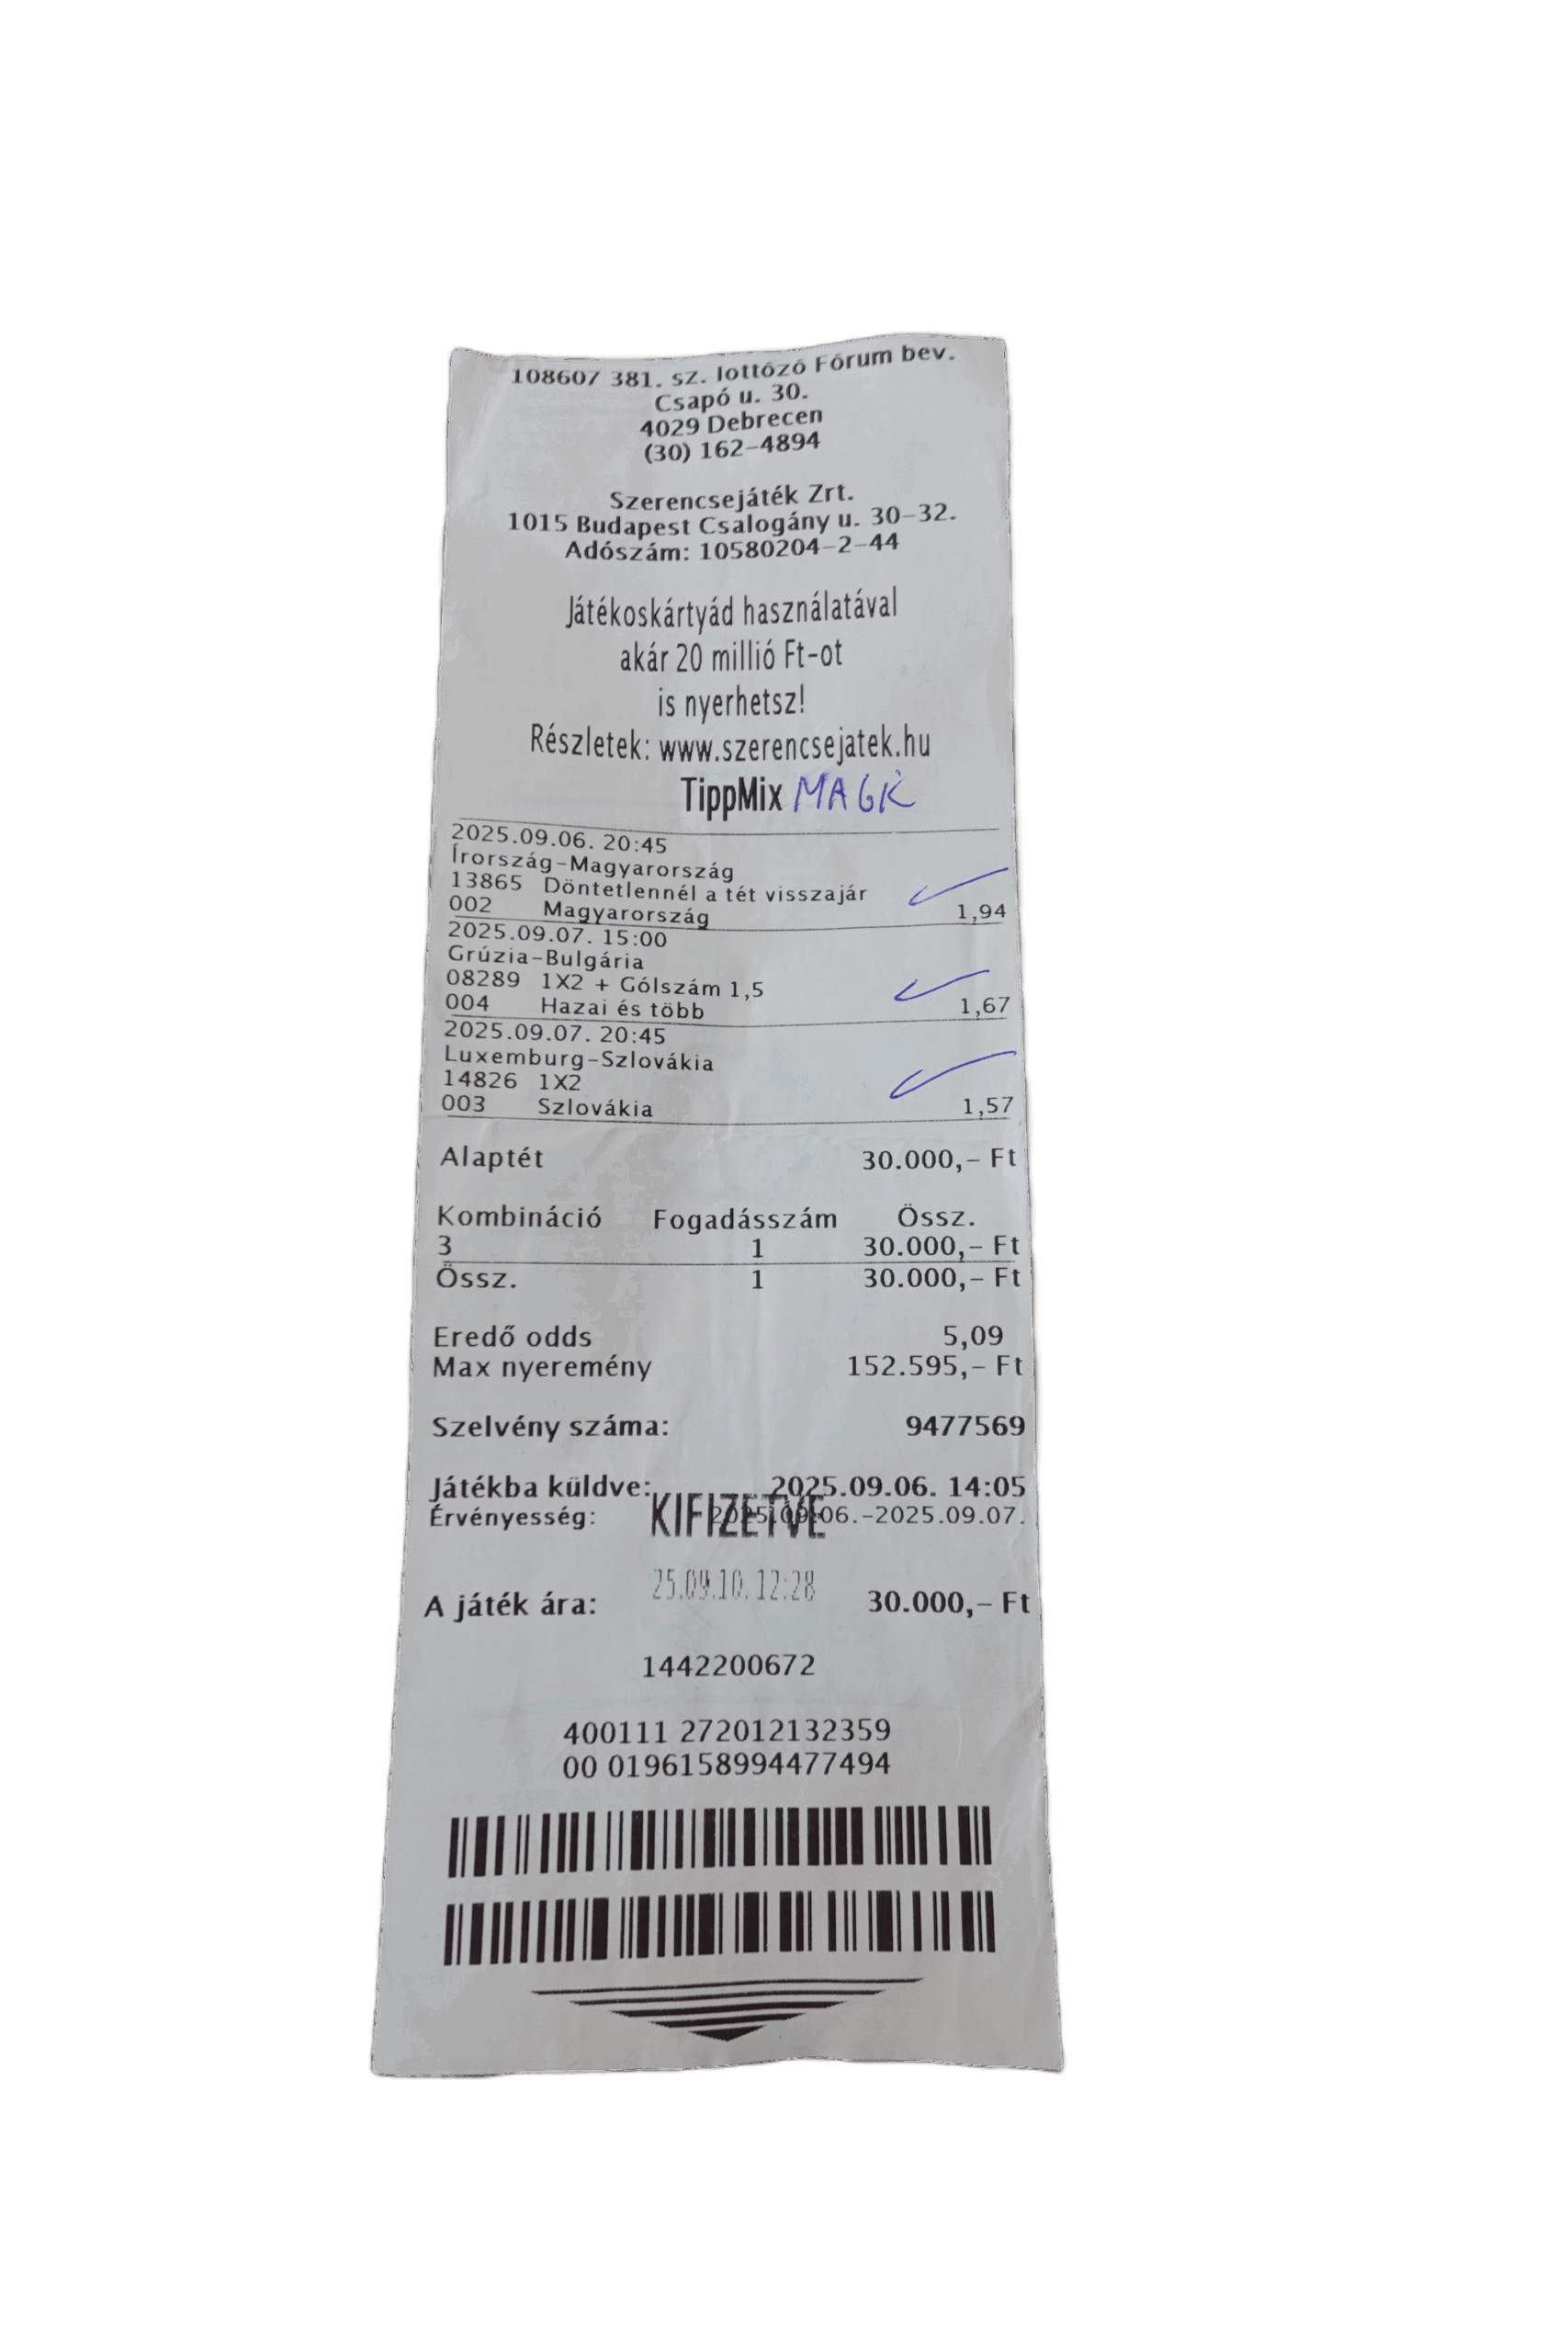 108607 381. sz. lottózó Fórum bev.
Csapó u. 30.
4029 Debrecen
(30) 162-4894
Szerencsejáték Zrt.
1015 Budapest Csalogány u. 30-32.
Adószám: 10580204-2-44
Játékoskártyád használatával
akár 20 millió Ft-ot
is nyerhetsz!
Részletek: www.szerencsejatek.hu
TippMix MAGK
2025.09.06. 20:45
Írország-Magyarország
13865 Döntetlennél a tét visszajár
002 Magyarország 1,94
2025.09.07. 15:00
Grúzia-Bulgária
08289 1X2 + Gólszám 1,5
004 Hazai és több 1,67
2025.09.07. 20:45
Luxemburg-Szlovákia
14826 1X2
003 Szlovákia 1,57
Alaptét 30.000,- Ft
Kombináció Fogadásszám Össz.
3 1 30.000,- Ft
Össz. 1 30.000,- Ft
Eredő odds 5,09
Max nyeremény 152.595,- Ft
Szelvény száma: 9477569
Játékba küldve: 2025.09.06. 14:05
Érvényesség: 2025.09.06.-2025.09.07.
KIFIZETVE
25.09.10. 12:28
A játék ára: 30.000,- Ft
1442200672
400111 272012132359
00 0196158994477494